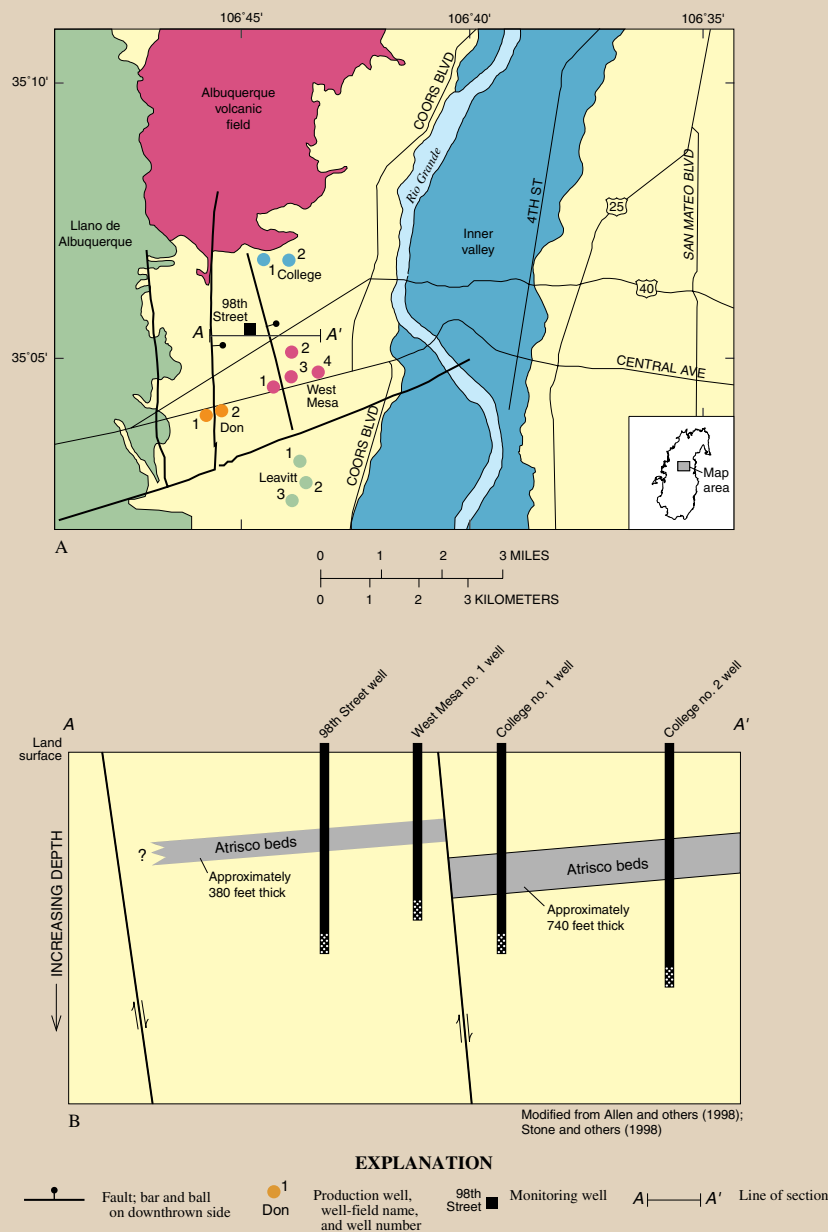 106˚45'
106˚40'
106˚35'
35˚10'
Albuquerque
volcanic
field
COORS BLVD
Rio Grande
4TH ST
25
SAN MATEO BLVD
Llano de
Albuquerque
Inner
valley
1
2
College
40
98th
Street
A
A'
35˚05'
2
3
4
1
West
Mesa
CENTRAL AVE
1
2
Don
COORS BLVD
1
Leavitt
2
3
Map
area
A
0 1 2 3 MILES
0 1 2 3 KILOMETERS
98th Street well
West Mesa no. 1 well
College no. 1 well
College no. 2 well
A
A'
Land
surface
INCREASING DEPTH
?
Atrisco beds
Approximately
380 feet thick
Atrisco beds
Approximately
740 feet thick
B
Modified from Allen and others (1998);
Stone and others (1998)
EXPLANATION
Fault; bar and ball
on downthrown side
1
Don
Production well,
well-field name,
and well number
98th
Street
Monitoring well
A A'
Line of section